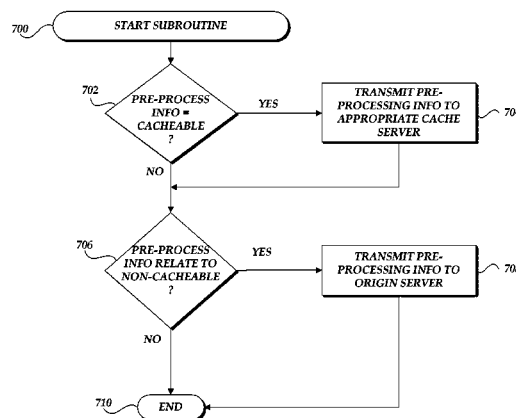 700
START SUBROUTINE
702
PRE-PROCESS
INFO =
CACHEABLE
?
YES
TRANSMIT PRE-
PROCESSING INFO TO
APPROPRIATE CACHE
SERVER
NO
706
PRE-PROCESS
INFO RELATE TO
NON-CACHEABLE
?
YES
TRANSMIT PRE-
PROCESSING INFO TO
ORIGIN SERVER
NO
710
END